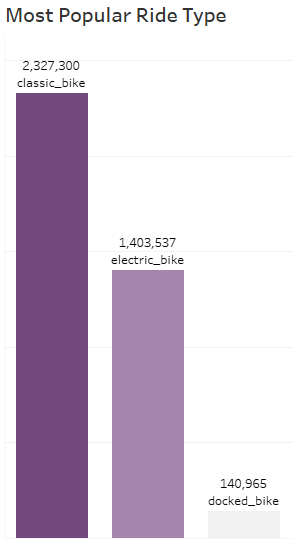 Most Popular Ride Type
2,327,300
classic_bike
1,403,537
electric_bike
140,965
docked_bike